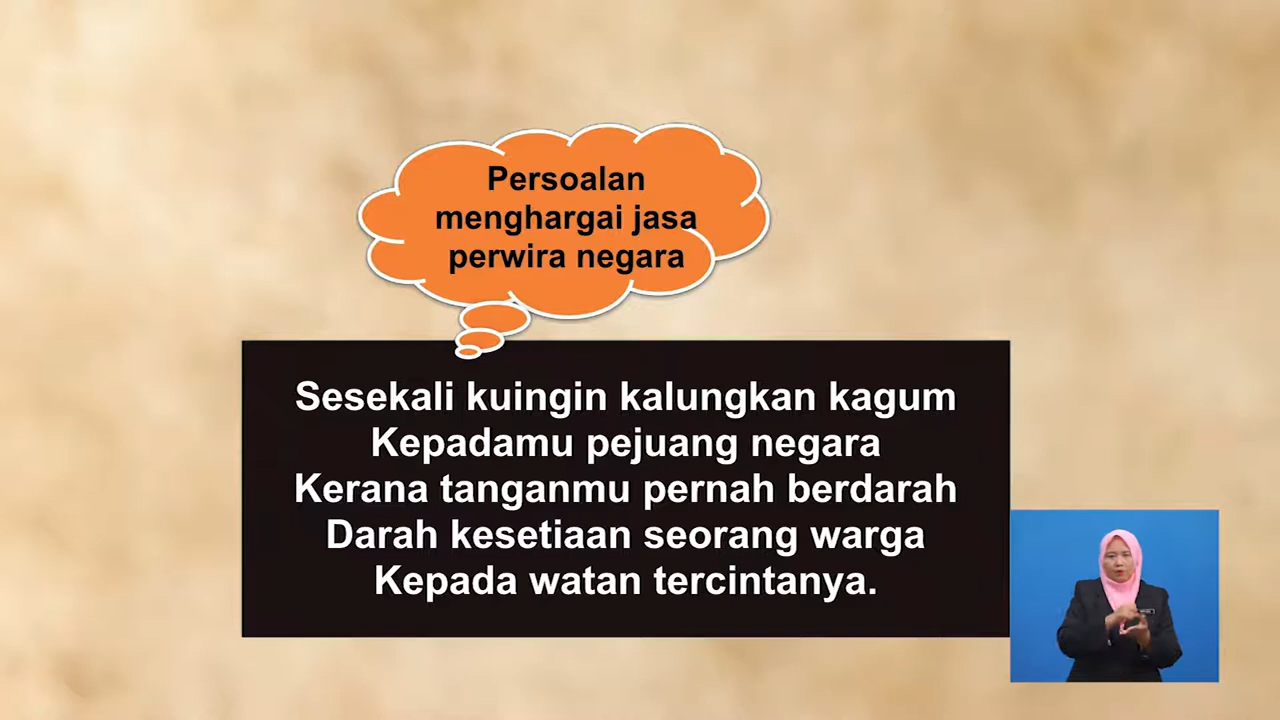 Persoalan
menghargai jasa
perwira negara
Sesekali kuingin kalungkan kagum
Kepadamu pejuang negara
Kerana tanganmu pernah berdarah
Darah kesetiaan seorang warga
Kepada watan tercintanya.